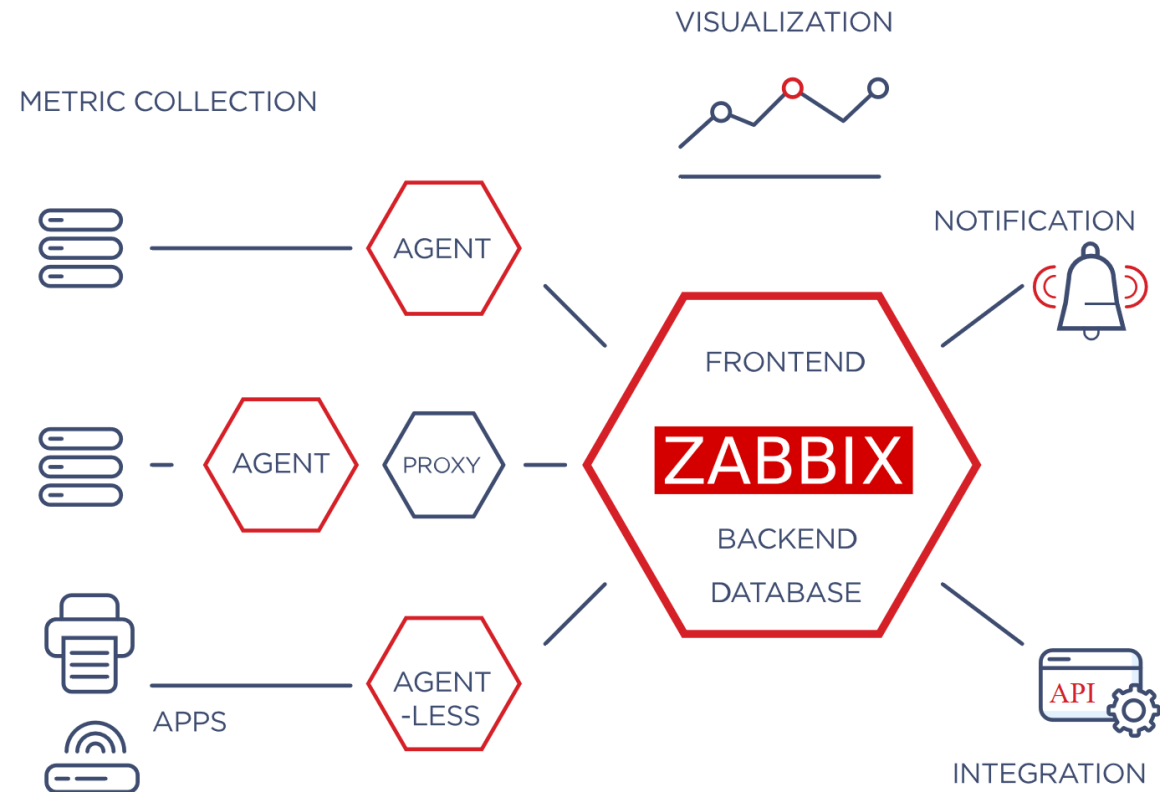 VISUALIZATION
METRIC COLLECTION
AGENT
NOTIFICATION
FRONTEND
ZABBIX
AGENT
PROXY
BACKEND
DATABASE
AGENT
-LESS
APPS
API
INTEGRATION